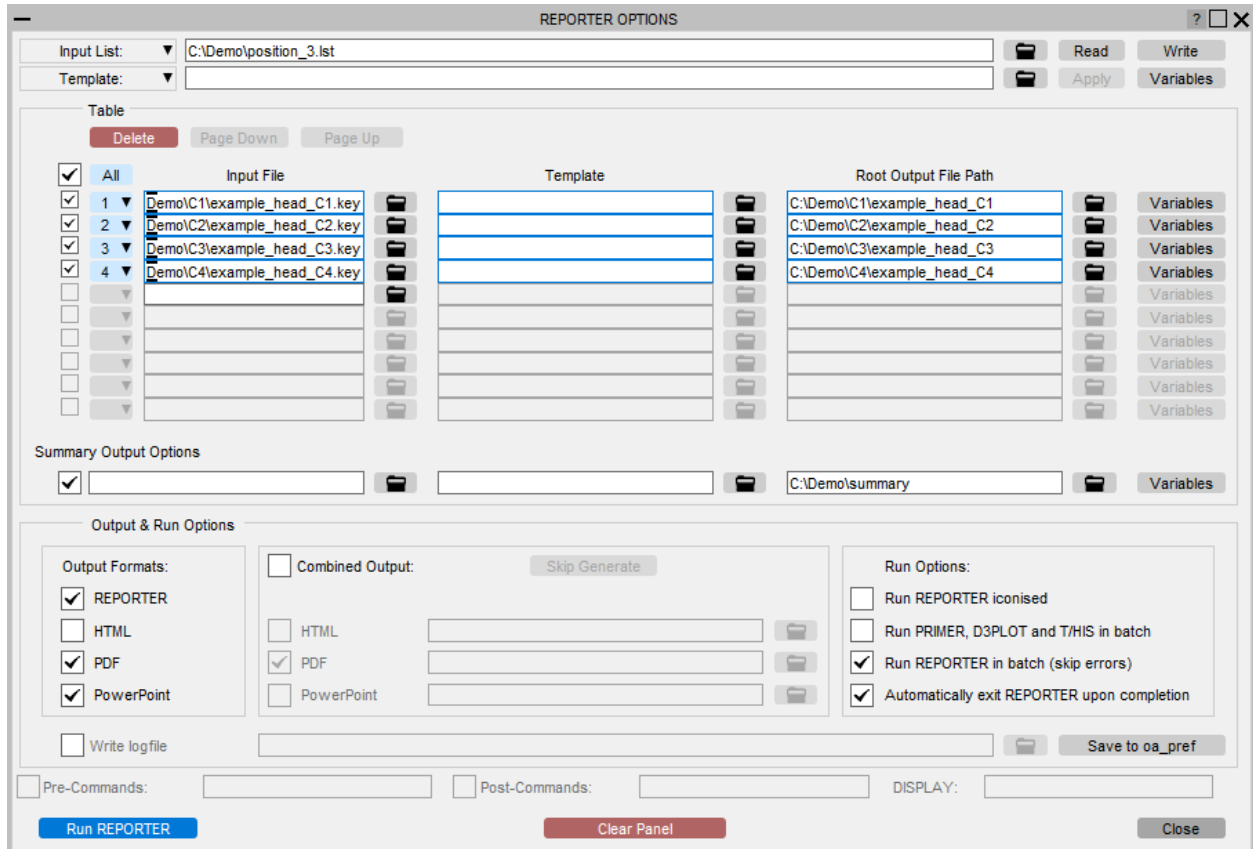 REPORTER OPTIONS ?
Input List: C:\Demo\position_3.lst Read Write
Template: Apply Variables
Table
Delete Page Down Page Up
All Input File Template Root Output File Path
1 Demo\C1\example_head_C1.key C:\Demo\C1\example_head_C1 Variables
2 Demo\C2\example_head_C2.key C:\Demo\C2\example_head_C2 Variables
3 Demo\C3\example_head_C3.key C:\Demo\C3\example_head_C3 Variables
4 Demo\C4\example_head_C4.key C:\Demo\C4\example_head_C4 Variables
Variables
Variables
Variables
Variables
Variables
Variables
Summary Output Options
C:\Demo\summary Variables
Output & Run Options
Output Formats: Combined Output: Skip Generate Run Options:
REPORTER Run REPORTER iconised
HTML HTML Run PRIMER, D3PLOT and T/HIS in batch
PDF PDF Run REPORTER in batch (skip errors)
PowerPoint PowerPoint Automatically exit REPORTER upon completion
Write logfile Save to oa_pref
Pre-Commands: Post-Commands: DISPLAY:
Run REPORTER Clear Panel Close